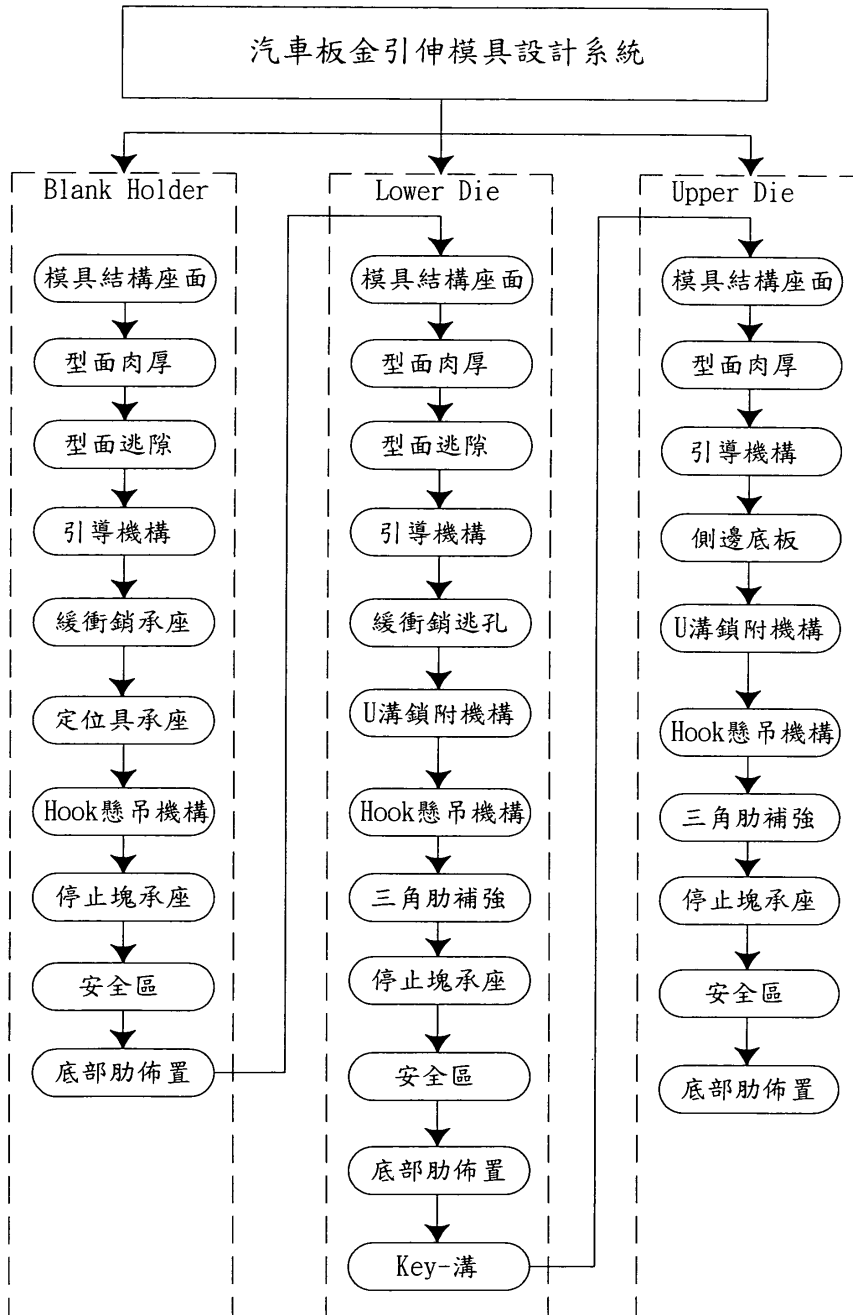 汽車板金引伸模具設計系統
Blank Holder
模具結構座面
型面肉厚
型面逃隙
引導機構
緩衝銷承座
定位具承座
Hook懸吊機構
停止塊承座
安全區
底部肋佈置
Lower Die
模具結構座面
型面肉厚
型面逃隙
引導機構
緩衝銷逃孔
U溝鎖附機構
Hook懸吊機構
三角肋補強
停止塊承座
安全區
底部肋佈置
Key-溝
Upper Die
模具結構座面
型面肉厚
引導機構
側邊底板
U溝鎖附機構
Hook懸吊機構
三角肋補強
停止塊承座
安全區
底部肋佈置